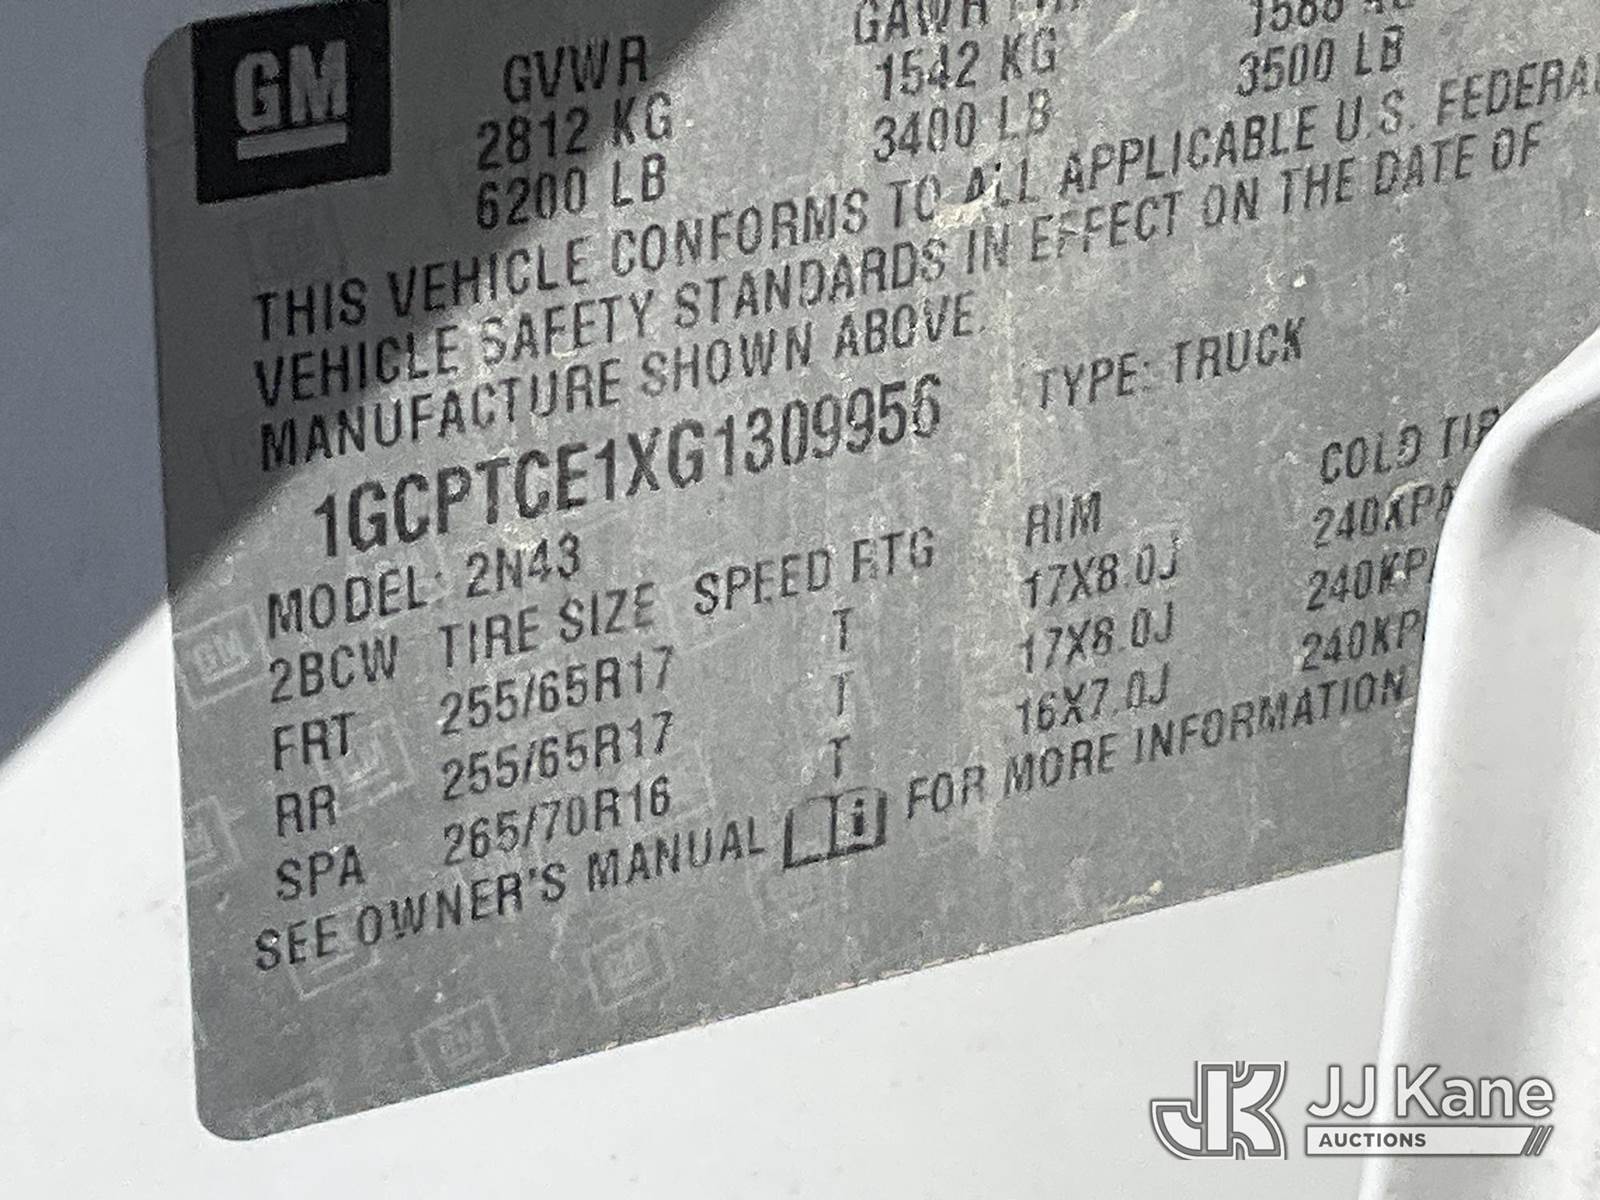 GM
GVWR
2812 KG
6200 LB
GAWR
1542 KG
3400 LB
3500 LB
THIS VEHICLE CONFORMS TO ALL APPLICABLE U.S. FEDERAL
VEHICLE SAFETY STANDARDS IN EFFECT ON THE DATE OF
MANUFACTURE SHOWN ABOVE.
1GCPTCE1XG1309956 TYPE: TRUCK
MODEL: 2N43
2BCW TIRE SIZE SPEED RTG RIM COLD TIR
FRT 255/65R17 T 17X8.0J 240KPA
RR 255/65R17 T 17X8.0J 240KP
SPA 265/70R16 T 16X7.0J 240KP
SEE OWNER'S MANUAL i FOR MORE INFORMATION
JK JJ Kane
AUCTIONS